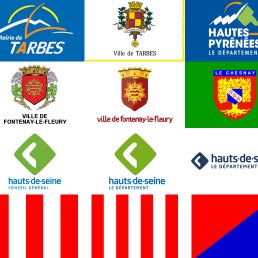 Mairie de
TARBES
Ville de TARBES
HAUTES
PYRÉNÉES
LE DÉPARTEMENT
VILLE DE
FONTENAY-LE-FLEURY
ville de fontenay-le-fleury
LE CHESNAY
hauts-de-seine
CONSEIL GÉNÉRAL
hauts-de-seine
LE DÉPARTEMENT
hauts-de-seine
LE DÉPARTEMENT